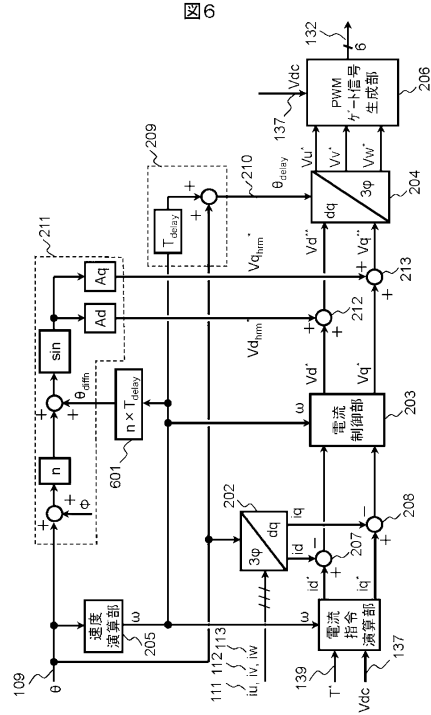 図6
109
θ
速度
演算部
205
ω
111 112 113
iu, iv, iw
139
T*
Vdc
137
電流
指令
演算部
ω
id*
iq*
3φ
dq
202
id
iq
207
208
+
−
+
−
+
+
φ
n
+
+
θdiffn
sin
Ad
Aq
211
601
n×Tdelay
Tdelay
209
+
+
210
θdelay
ω
電流
制御部
203
Vd*
Vq*
Vdhrm*
Vqhrm*
+
+
212
+
+
213
Vd**
Vq**
dq
3φ
204
Vu*
Vv*
Vw*
137
Vdc
PWM
ゲート信号
生成部
206
132
6